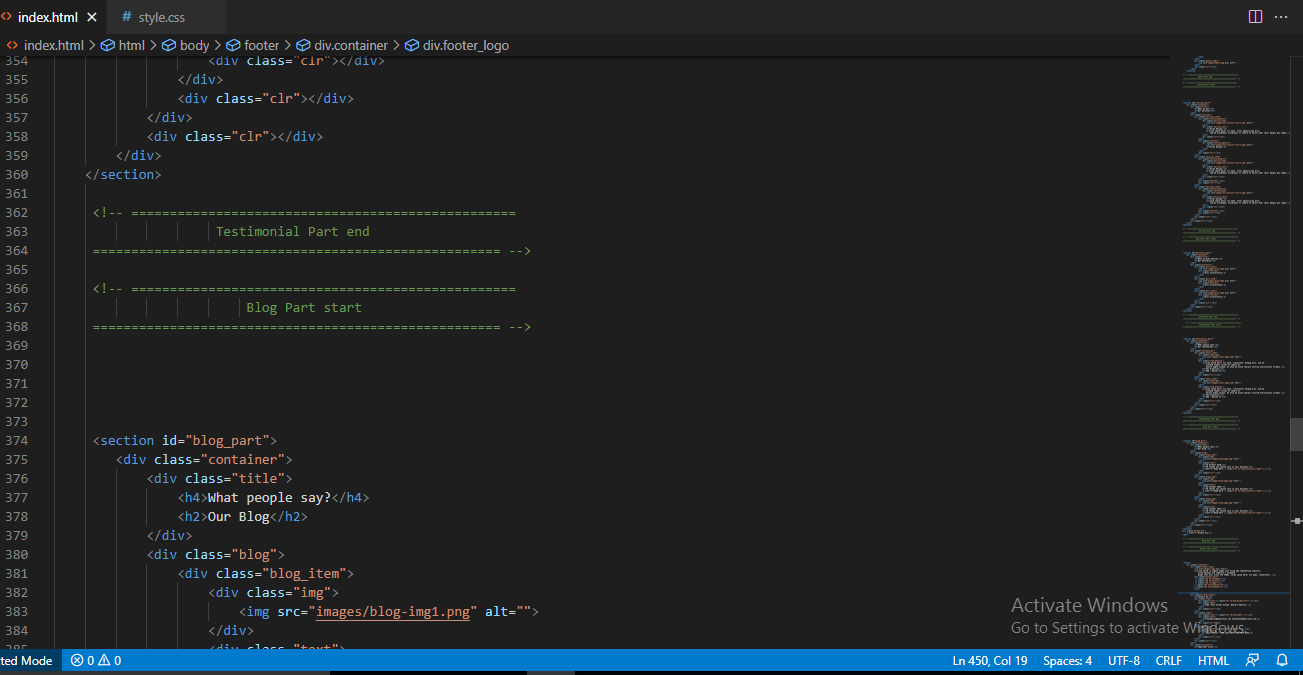 index.html
# style.css
index.html > html > body > footer > div.container > div.footer_logo
354 <div class="clr"></div>
355 </div>
356 <div class="clr"></div>
357 </div>
358 <div class="clr"></div>
359 </div>
360 </section>
361
362 <!-- ==================================================
363 Testimonial Part end
364 ===================================================== -->
365
366 <!-- ==================================================
367 Blog Part start
368 ===================================================== -->
369
370
371
372
373
374 <section id="blog_part">
375 <div class="container">
376 <div class="title">
377 <h4>What people say?</h4>
378 <h2>Our Blog</h2>
379 </div>
380 <div class="blog">
381 <div class="blog_item">
382 <div class="img">
383 <img src="images/blog-img1.png" alt="">
384 </div>
385 <div class="text">
Activate Windows
Go to Settings to activate Windows.
ted Mode 0 0 Ln 450, Col 19 Spaces: 4 UTF-8 CRLF HTML